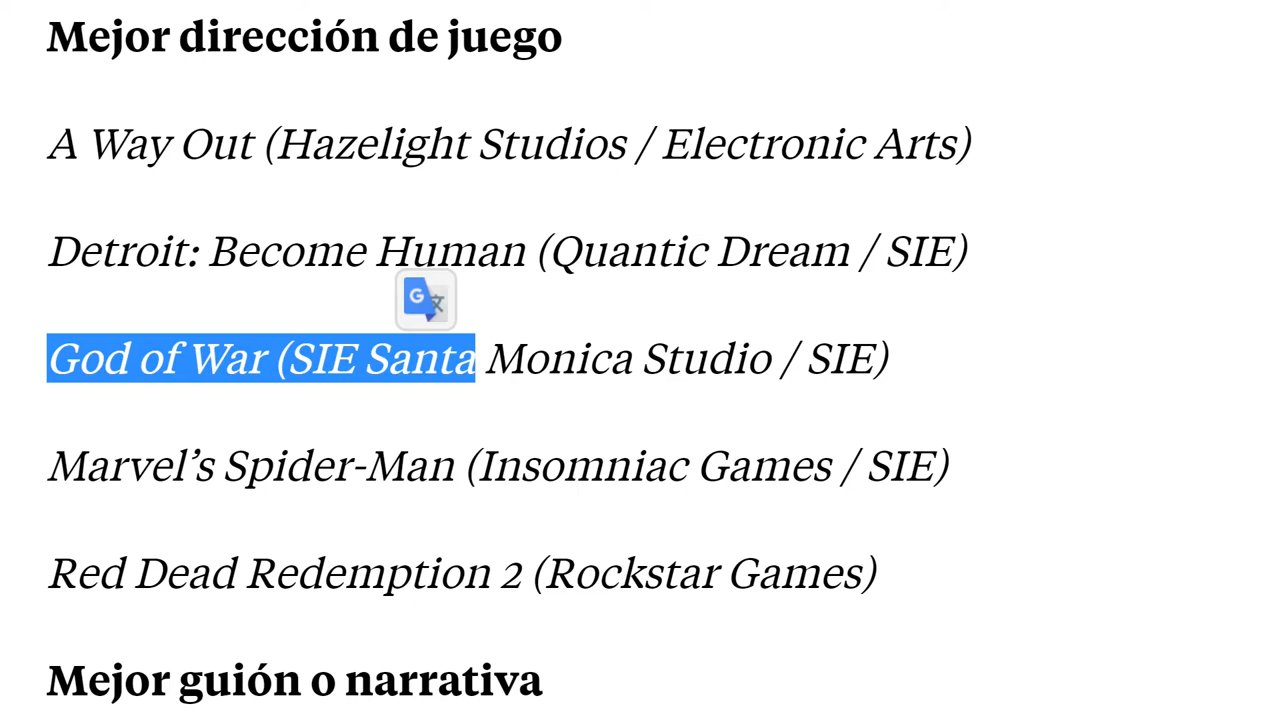 Mejor dirección de juego
A Way Out (Hazelight Studios / Electronic Arts)
Detroit: Become Human (Quantic Dream / SIE)
G文
God of War (SIE Santa Monica Studio / SIE)
Marvel’s Spider-Man (Insomniac Games / SIE)
Red Dead Redemption 2 (Rockstar Games)
Mejor guión o narrativa